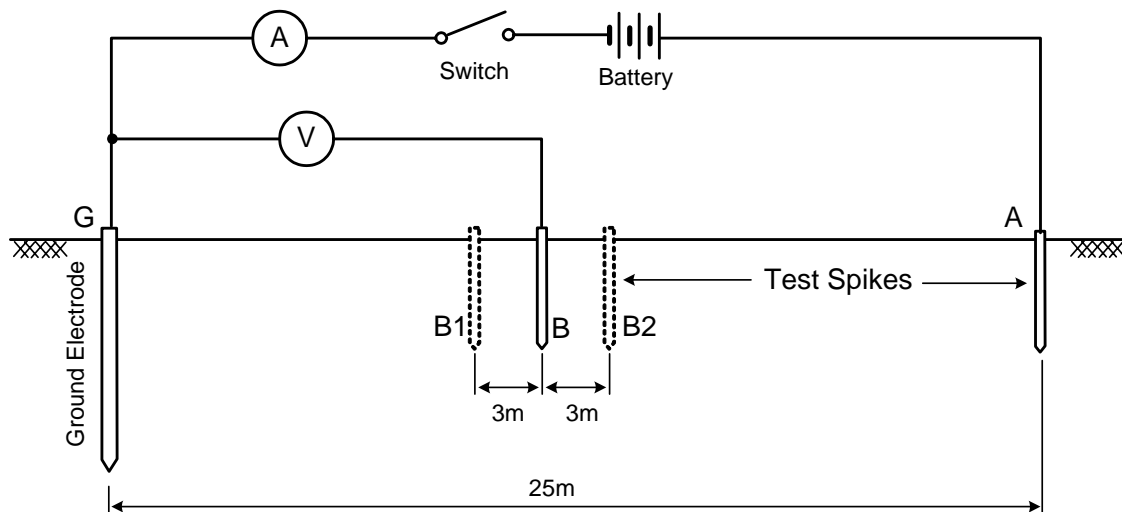 A
Switch
Battery
V
G
A
Test Spikes
B1
B
B2
Ground Electrode
3m
3m
25m